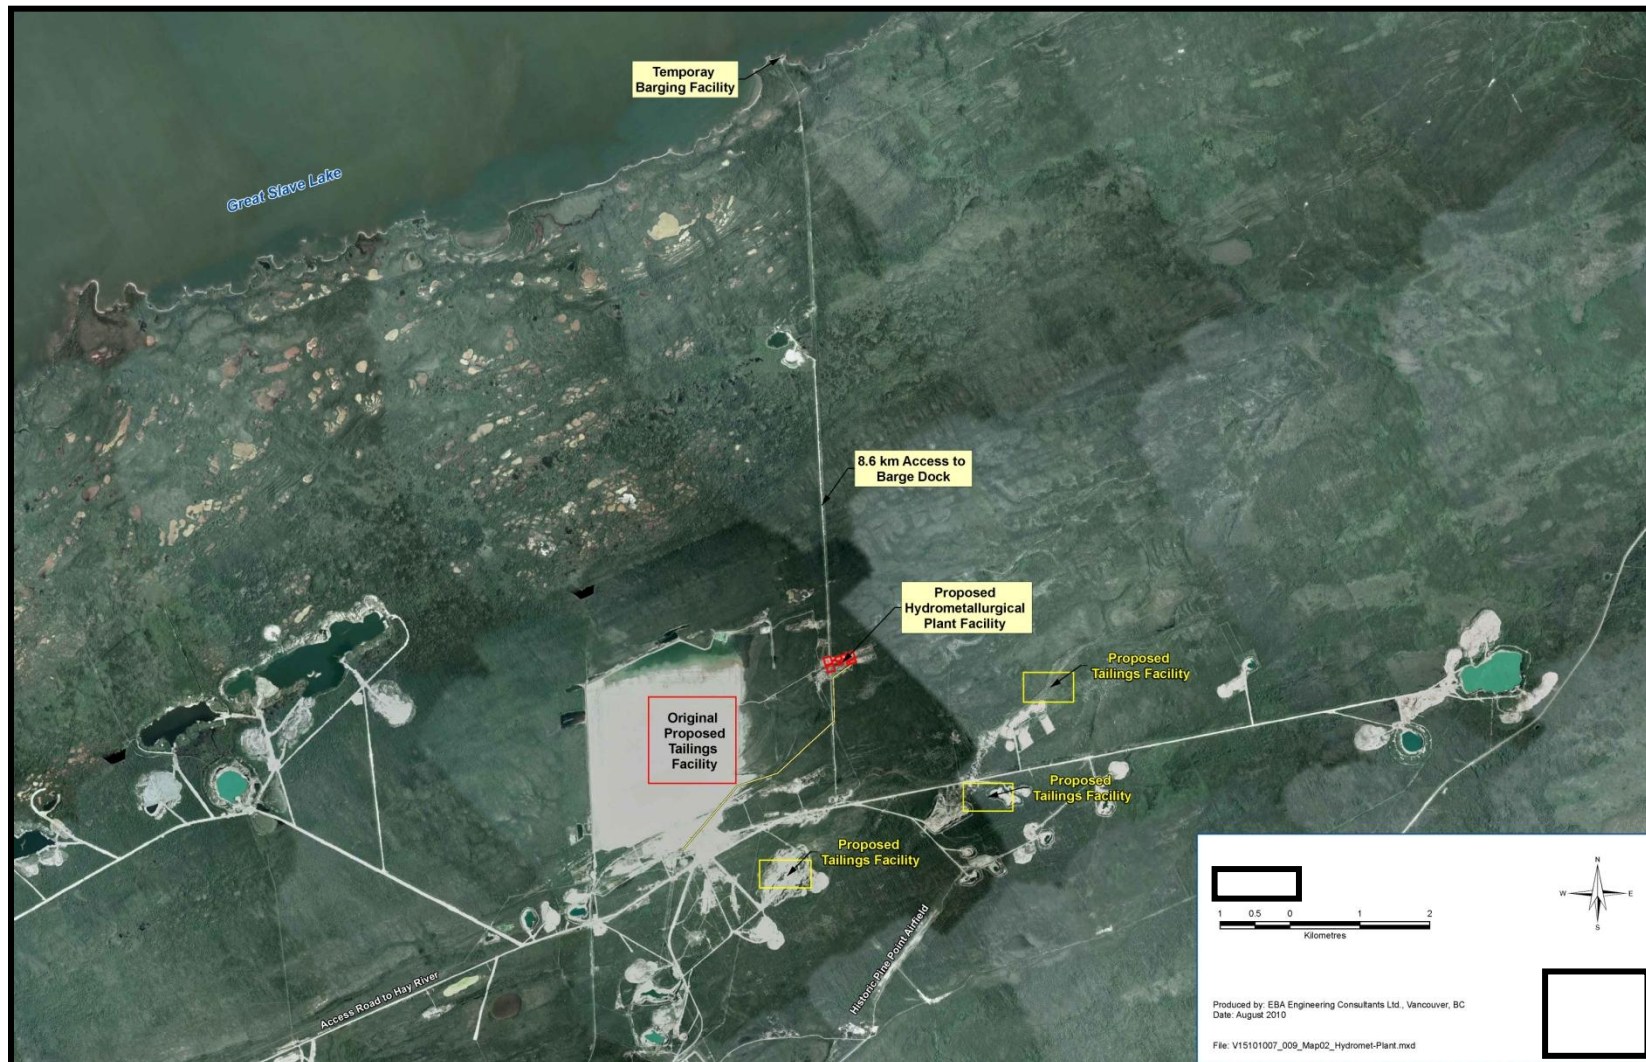 Temporay
Barging Facility
Great Slave Lake
8.6 km Access to
Barge Dock
Proposed
Hydrometallurgical
Plant Facility
Proposed
Tailings Facility
Original
Proposed
Tailings
Facility
Proposed
Tailings Facility
Proposed
Tailings Facility
Historic Pine Point Airfield
Access Road to Hay River
N
W
E
S
1 0.5 0 1 2
Kilometres
Produced by: EBA Engineering Consultants Ltd., Vancouver, BC
Date: August 2010
File: V15101007_009_Map02_Hydromet-Plant.mxd